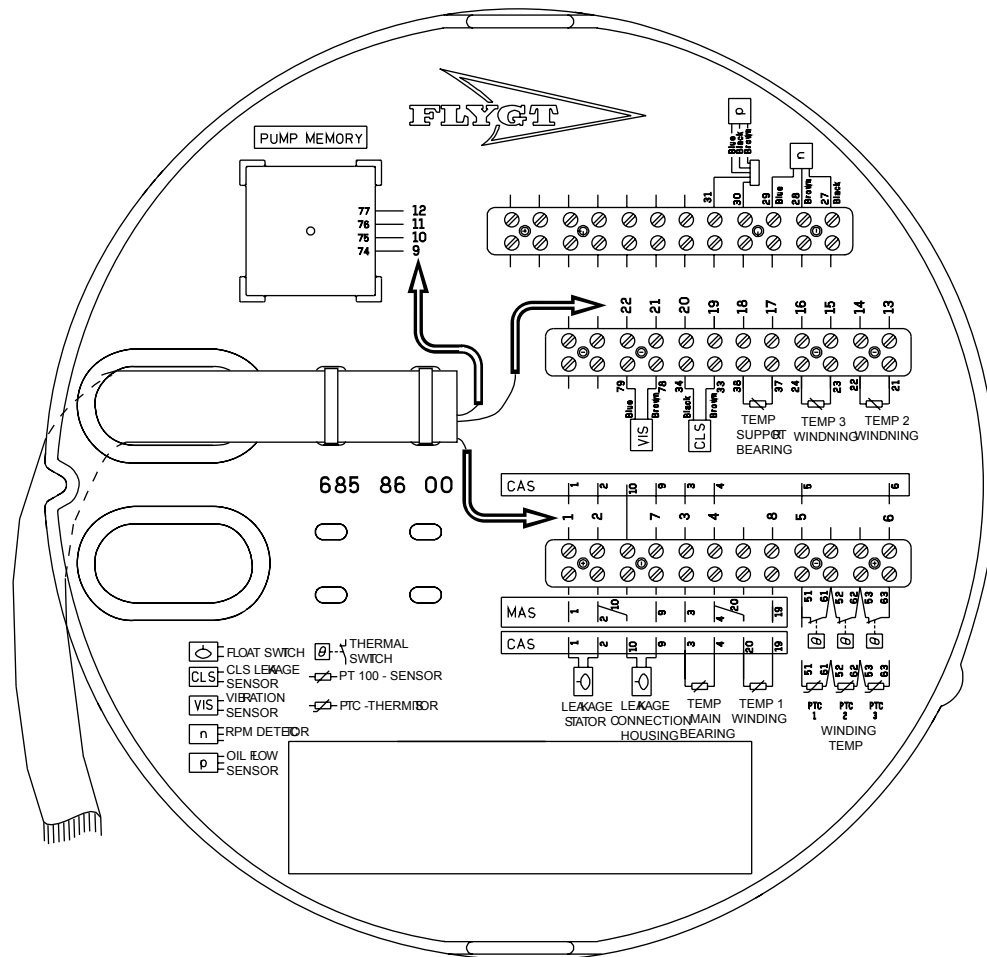 FLYGT
PUMP MEMORY
p
Blue
Black
Brown
n
31
30
29
Blue
28
Brown
27
Black
77 12
76 11
75 10
74 9
22 21 20 19 18 17 16 15 14 13
79 78 34 33 38 37 24 23 22 21
Blue
Brown
Black
Brown
VIS
CLS
TEMP
SUPPORT
BEARING
TEMP 3
WINDNING
TEMP 2
WINDNING
685 86 00
CAS 1 2 10 9 3 4 5 6
1 2 7 3 4 8 5 6
51 61 52 62 53 63
MAS 1 2 10 9 3 4 20 19
CAS 1 2 10 9 3 4 20 19
θ θ θ
51 61 52 62 53 83
PTC
1
PTC
2
PTC
3
WINDING
TEMP
LEAKAGE
STATOR
LEAKAGE
CONNECTION
HOUSING
TEMP
MAIN
BEARING
TEMP 1
WINDING
FLOAT SWITCH
CLS CLS LEAKAGE
SENSOR
VIS VIBRATION
SENSOR
n RPM DETECTOR
p OIL FLOW
SENSOR
θ THERMAL
SWITCH
PT 100 - SENSOR
PTC -THERMISTOR